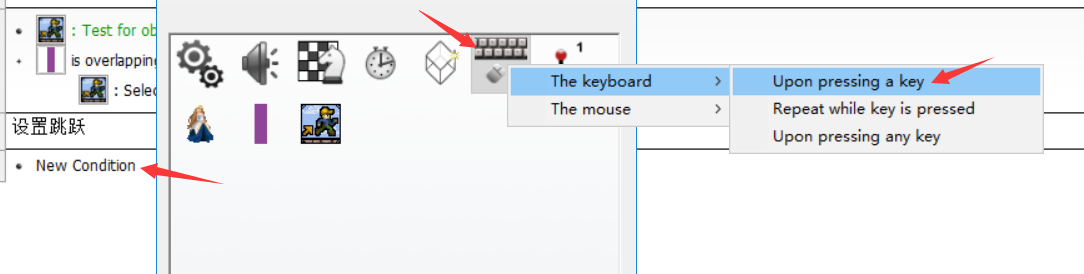 : Test for ob
is overlapping
: Selec
设置跳跃
New Condition
1
The keyboard
The mouse
Upon pressing a key
Repeat while key is pressed
Upon pressing any key